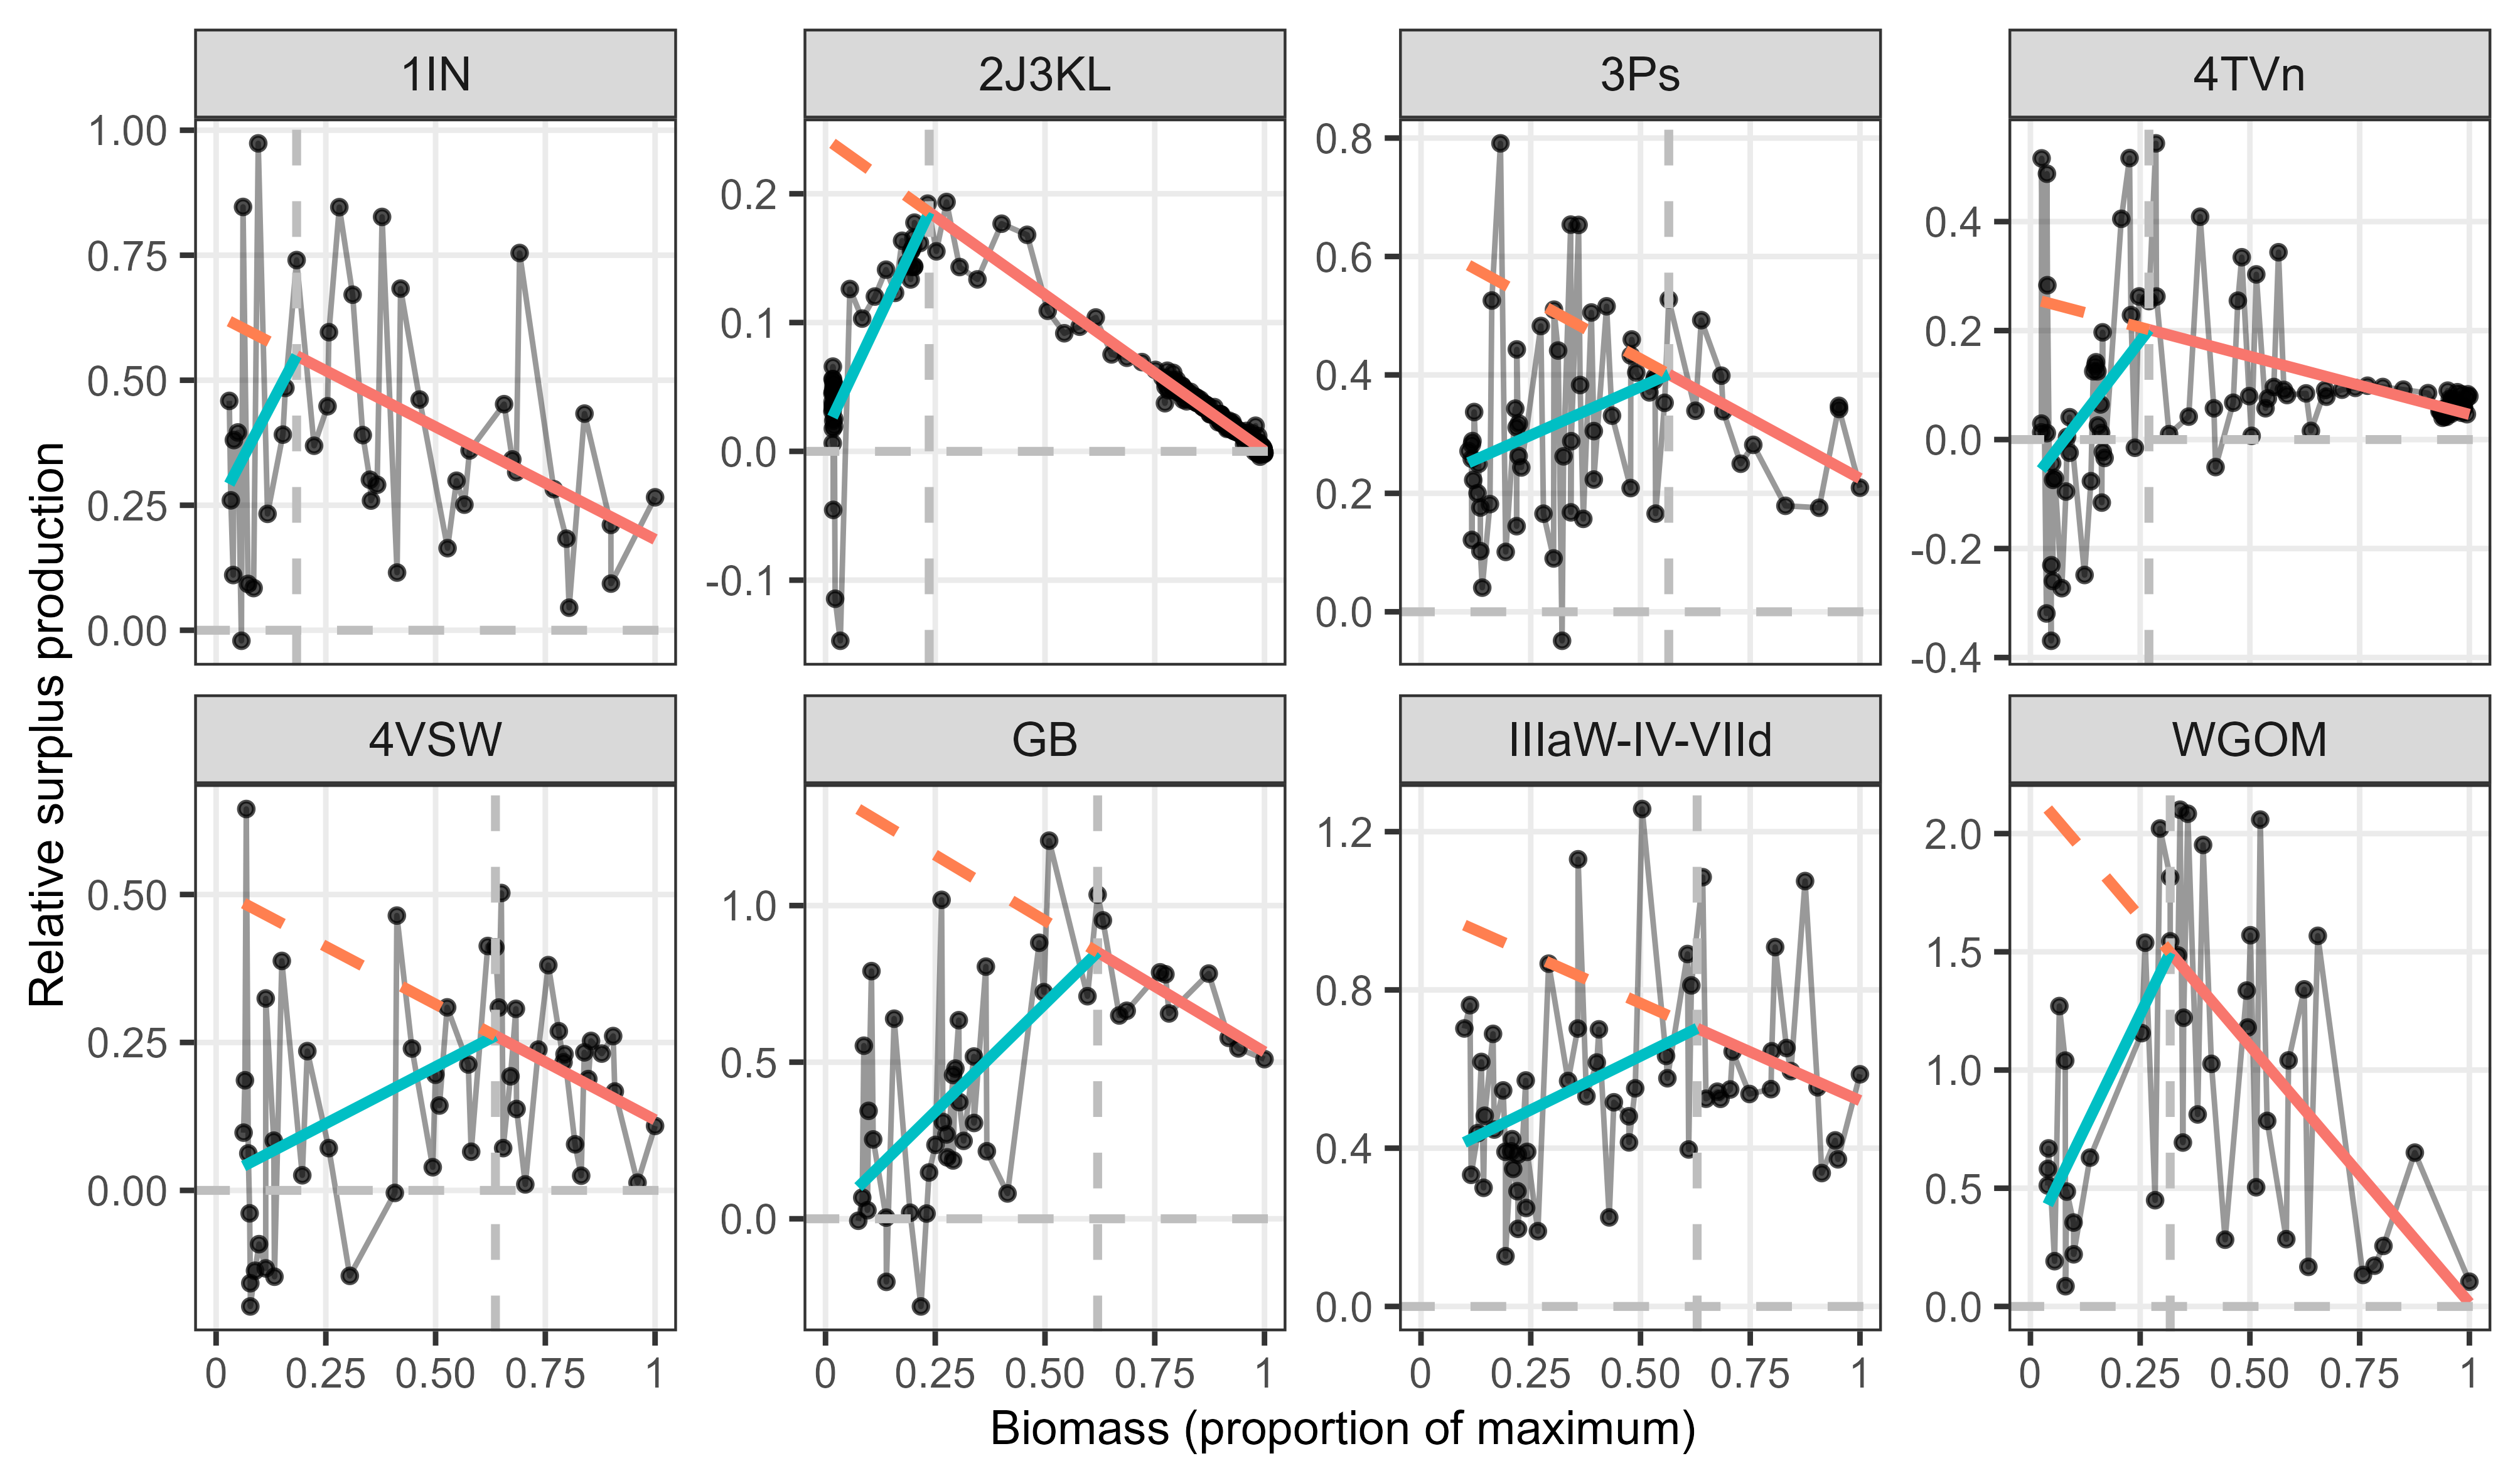 1IN
2J3KL
3Ps
4TVn
1.00
0.75
0.50
0.25
0.00
0.2
0.1
0.0
-0.1
0.8
0.6
0.4
0.2
0.0
0.4
0.2
0.0
-0.2
-0.4
Relative surplus production
4VSW
GB
IIIaW-IV-VIId
WGOM
0.50
0.25
0.00
1.0
0.5
0.0
1.2
0.8
0.4
0.0
2.0
1.5
1.0
0.5
0.0
0 0.25 0.50 0.75 1
0 0.25 0.50 0.75 1
0 0.25 0.50 0.75 1
0 0.25 0.50 0.75 1
Biomass (proportion of maximum)